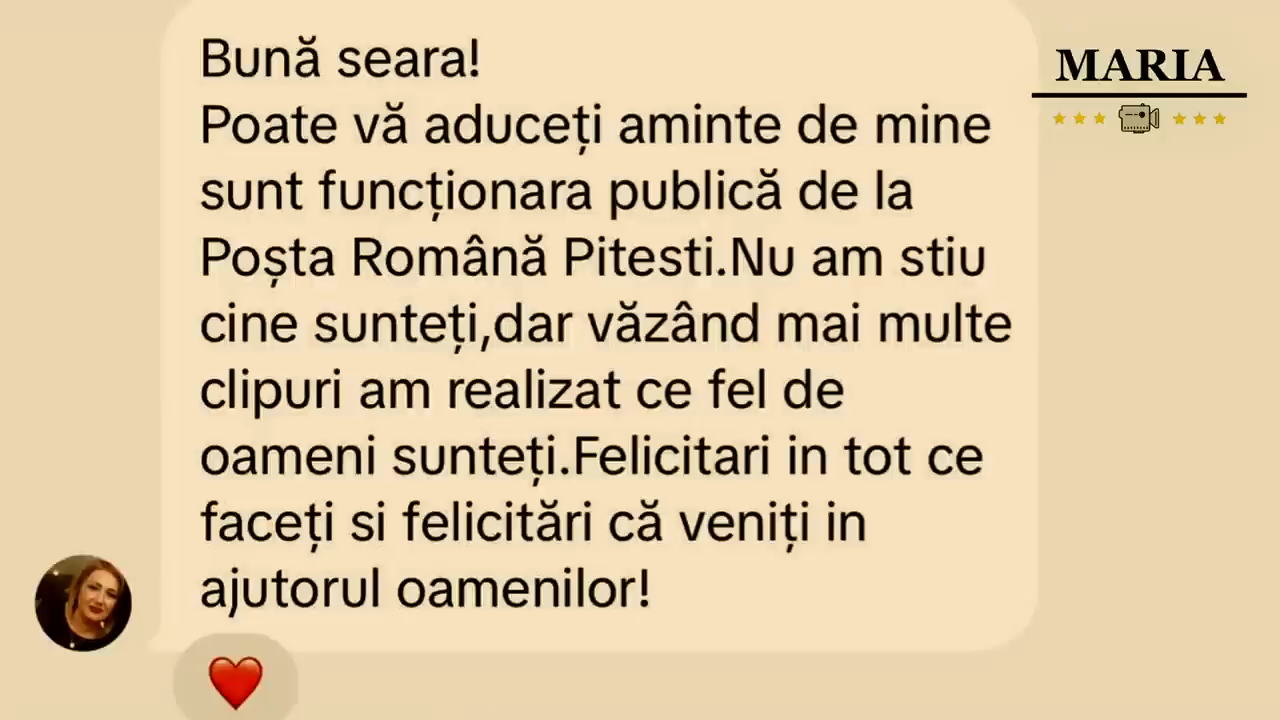 Bună seara!
Poate vă aduceți aminte de mine
sunt funcționara publică de la
Poșta Română Pitesti.Nu am stiu
cine sunteți,dar văzând mai multe
clipuri am realizat ce fel de
oameni sunteți.Felicitari in tot ce
faceți si felicitări că veniți in
ajutorul oamenilor!
MARIA